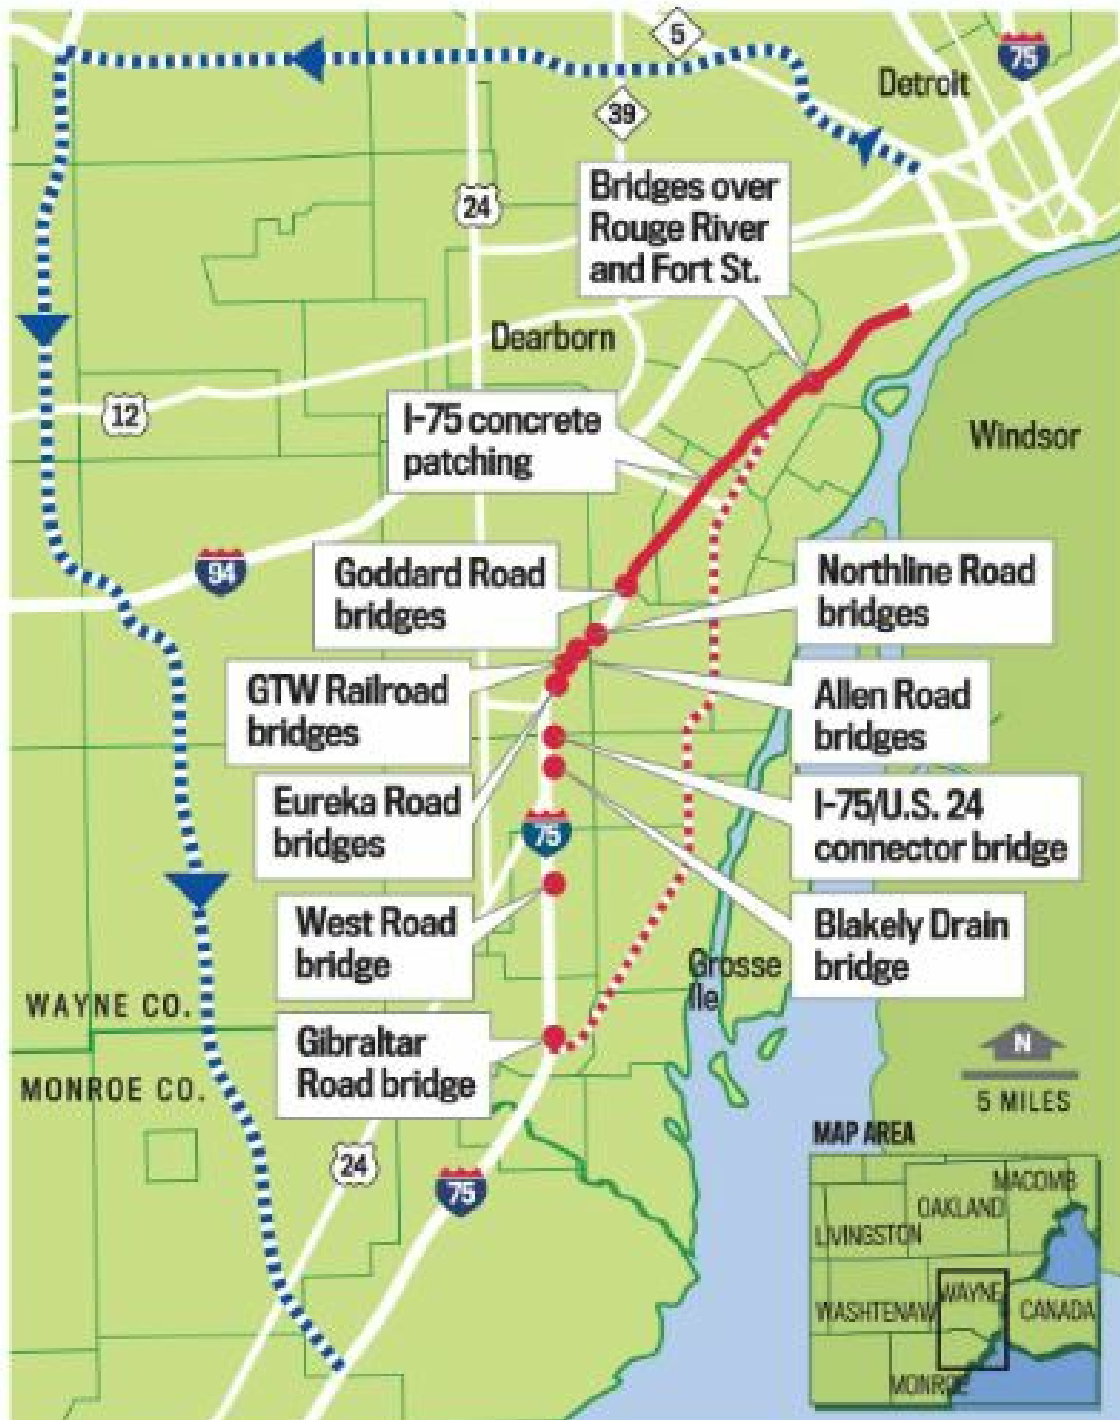 5
75
Detroit
39
Bridges over
Rouge River
and Fort St.
24
Dearborn
12
I-75 concrete
patching
Windsor
94
Goddard Road
bridges
Northline Road
bridges
GTW Railroad
bridges
Allen Road
bridges
Eureka Road
bridges
I-75/U.S. 24
connector bridge
75
West Road
bridge
Blakely Drain
bridge
Grosse
Ile
WAYNE CO.
MONROE CO.
Gibraltar
Road bridge
N
5 MILES
24
75
MAP AREA
MACOMB
OAKLAND
LIVINGSTON
WAYNE
WASHTENAW
CANADA
MONROE